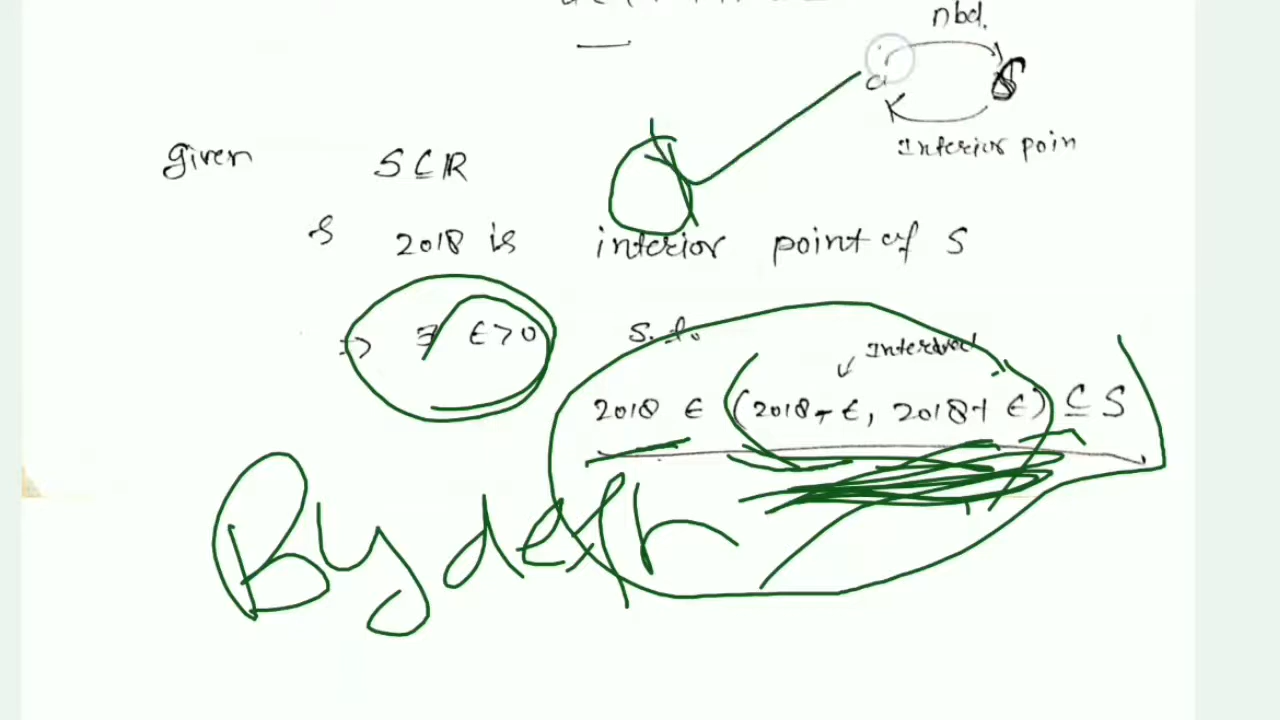 nbd.
a S
Interior poin
given S ⊂ R
& 2018 is interior point of S
=> ∃ ϵ > 0 s.t.
Interval
2018 ∈ (2018 - ϵ, 2018 + ϵ) ⊆ S
By defn